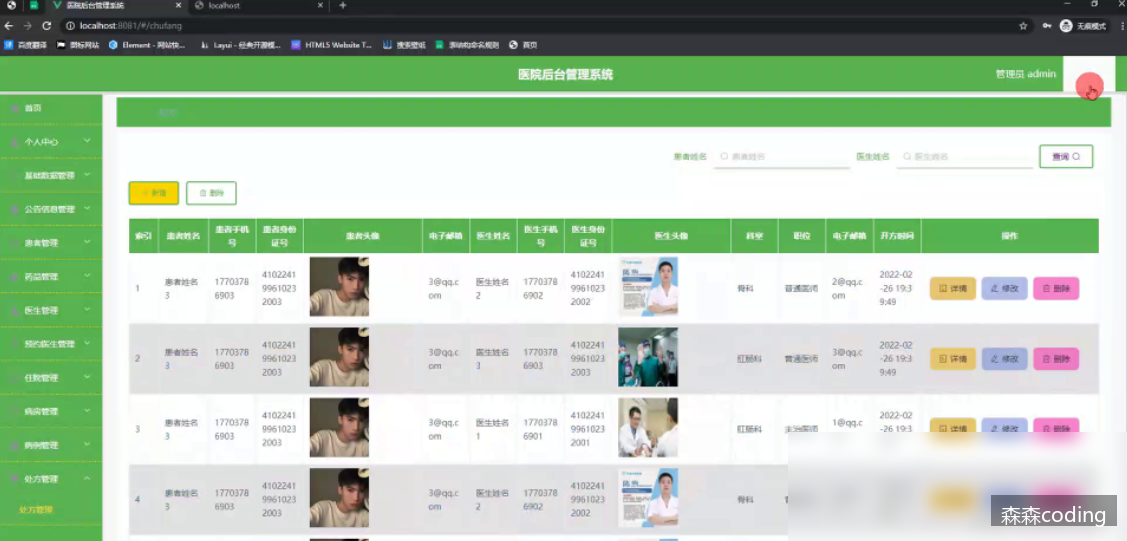 医院后台管理系统
localhost
localhost:8081/#/chufang
无痕模式
百度翻译
图标网站
Element - 网站快...
Layui - 经典开源模...
HTML5 Website T...
搜索壁纸
首页
医院后台管理系统
管理员 admin
首页
个人中心
基础数据管理
公告信息管理
患者管理
药品管理
医生管理
预约医生管理
住院管理
病房管理
病例管理
处方管理
处方管理
患者姓名
患者姓名
医生姓名
医生姓名
查询
新增
删除
索引 患者姓名 患者手机号 患者身份证号 患者头像 电子邮箱 医生姓名 医生手机号 医生身份证号 医生头像 科室 职位 电子邮箱 开方时间 操作
1 患者姓名3 17703786903 410224199610232003 3@qq.com 医生姓名2 17703786902 410224199610232002 骨科 普通医师 2@qq.com 2022-02-26 19:39:49 详情 修改 删除
2 患者姓名3 17703786903 410224199610232003 3@qq.com 医生姓名3 17703786903 410224199610232003 肛肠科 普通医师 3@qq.com 2022-02-26 19:39:49 详情 修改 删除
3 患者姓名3 17703786903 410224199610232003 3@qq.com 医生姓名1 17703786901 410224199610232001 肛肠科 主治医师 1@qq.com 2022-02-26 19:3 详情 修改 删除
4 患者姓名3 17703786903 410224199610232003 3@qq.com 医生姓名2 17703786902 410224199610232002 骨科
森森coding